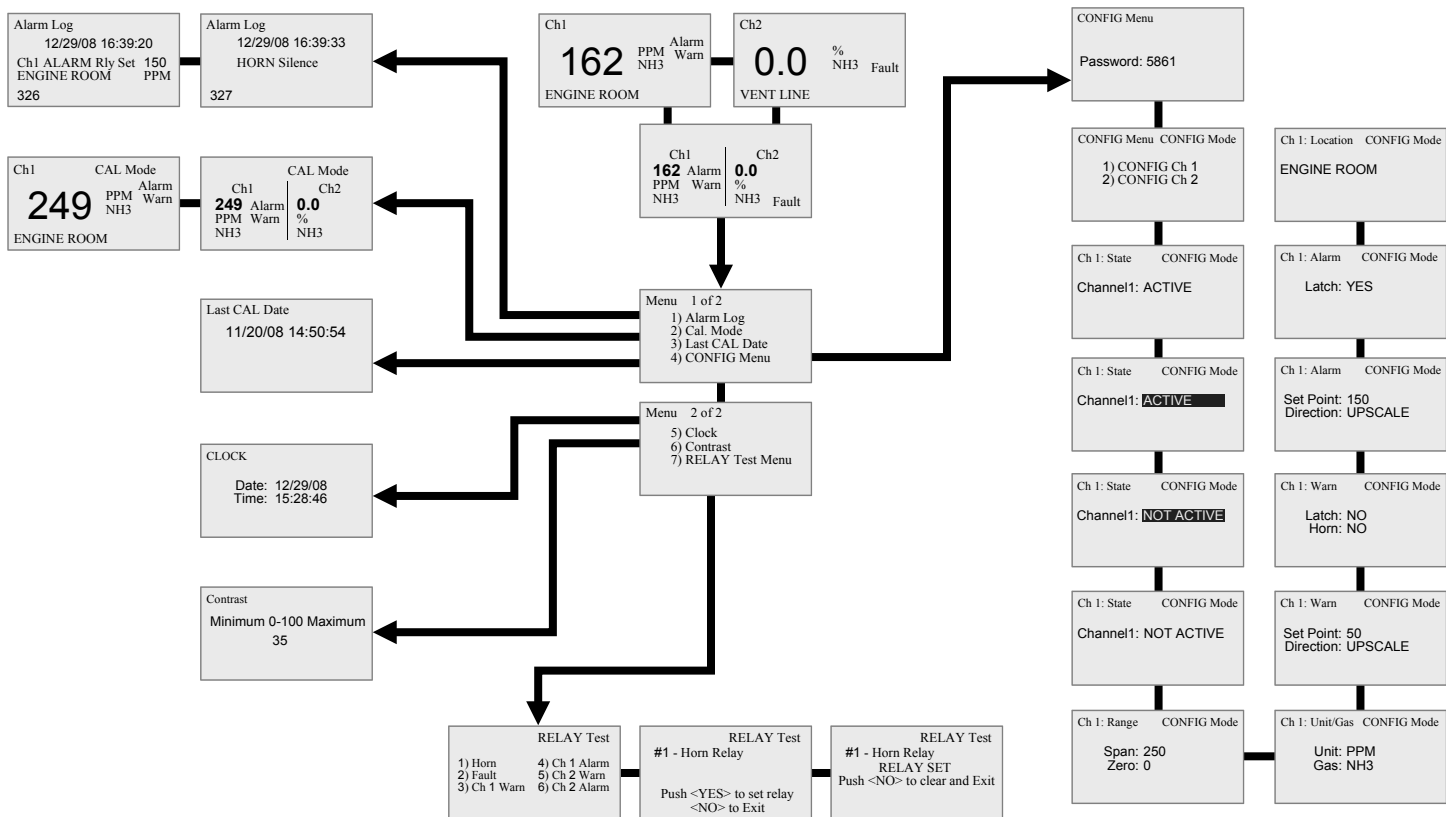 Alarm Log
12/29/08 16:39:20
Ch1 ALARM Rly Set 150
ENGINE ROOM PPM
326
Alarm Log
12/29/08 16:39:33
HORN Silence
327
Ch1
162 PPM Alarm
NH3 Warn
ENGINE ROOM
Ch2
0.0 %
NH3 Fault
VENT LINE
Ch1 Ch2
162 Alarm 0.0
PPM Warn %
NH3 NH3 Fault
Ch1 CAL Mode
249 PPM Alarm
NH3 Warn
ENGINE ROOM
CAL Mode
Ch1 Ch2
249 Alarm 0.0
PPM Warn %
NH3 NH3
Last CAL Date
11/20/08 14:50:54
Menu 1 of 2
1) Alarm Log
2) Cal. Mode
3) Last CAL Date
4) CONFIG Menu
Menu 2 of 2
5) Clock
6) Contrast
7) RELAY Test Menu
CLOCK
Date: 12/29/08
Time: 15:28:46
Contrast
Minimum 0-100 Maximum
35
RELAY Test
1) Horn 4) Ch 1 Alarm
2) Fault 5) Ch 2 Warn
3) Ch 1 Warn 6) Ch 2 Alarm
RELAY Test
#1 - Horn Relay
Push <YES> to set relay
<NO> to Exit
RELAY Test
#1 - Horn Relay
RELAY SET
Push <NO> to clear and Exit
CONFIG Menu
Password: 5861
CONFIG Menu CONFIG Mode
1) CONFIG Ch 1
2) CONFIG Ch 2
Ch 1: State CONFIG Mode
Channel1: ACTIVE
Ch 1: State CONFIG Mode
Channel1: ACTIVE
Ch 1: State CONFIG Mode
Channel1: NOT ACTIVE
Ch 1: State CONFIG Mode
Channel1: NOT ACTIVE
Ch 1: Range CONFIG Mode
Span: 250
Zero: 0
Ch 1: Unit/Gas CONFIG Mode
Unit: PPM
Gas: NH3
Ch 1: Warn CONFIG Mode
Set Point: 50
Direction: UPSCALE
Ch 1: Warn CONFIG Mode
Latch: NO
Horn: NO
Ch 1: Alarm CONFIG Mode
Set Point: 150
Direction: UPSCALE
Ch 1: Alarm CONFIG Mode
Latch: YES
Ch 1: Location CONFIG Mode
ENGINE ROOM